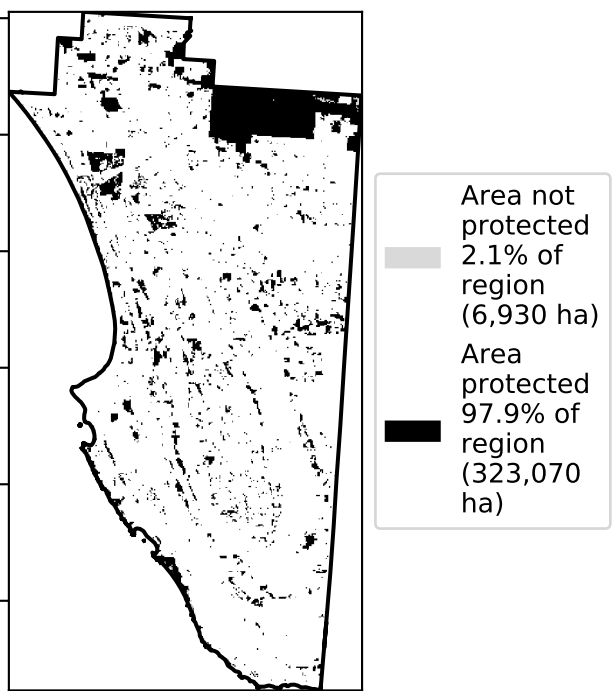 Area not
protected
2.1% of
region
(6,930 ha)
Area
protected
97.9% of
region
(323,070
ha)